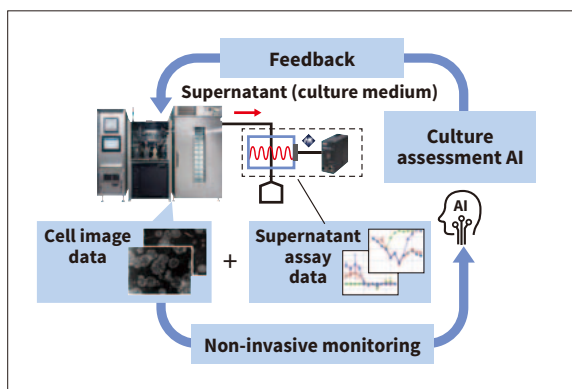 Feedback
Supernatant (culture medium)
Culture
assessment AI
AI
Cell image
data
+
Supernatant
assay
data
Non-invasive monitoring